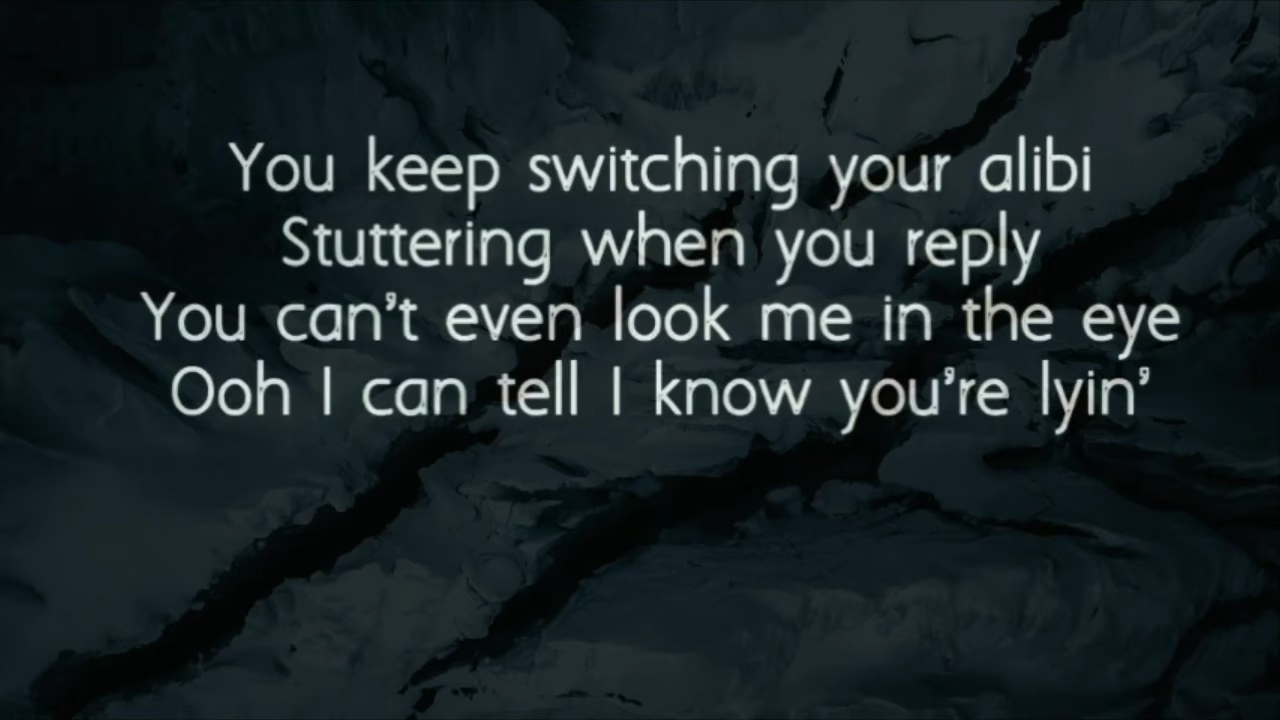 You keep switching your alibi
Stuttering when you reply
You can't even look me in the eye
Ooh I can tell I know you're lyin'